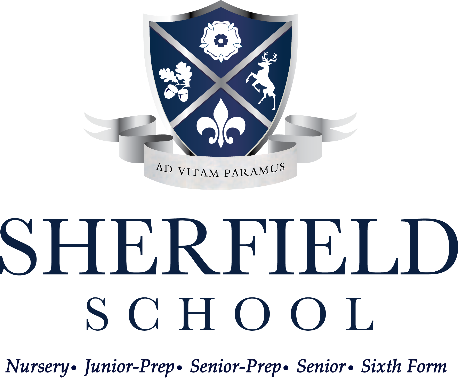 AD VITAM PARAMUS
SHERFIELD
SCHOOL
Nursery• Junior-Prep• Senior-Prep• Senior• Sixth Form